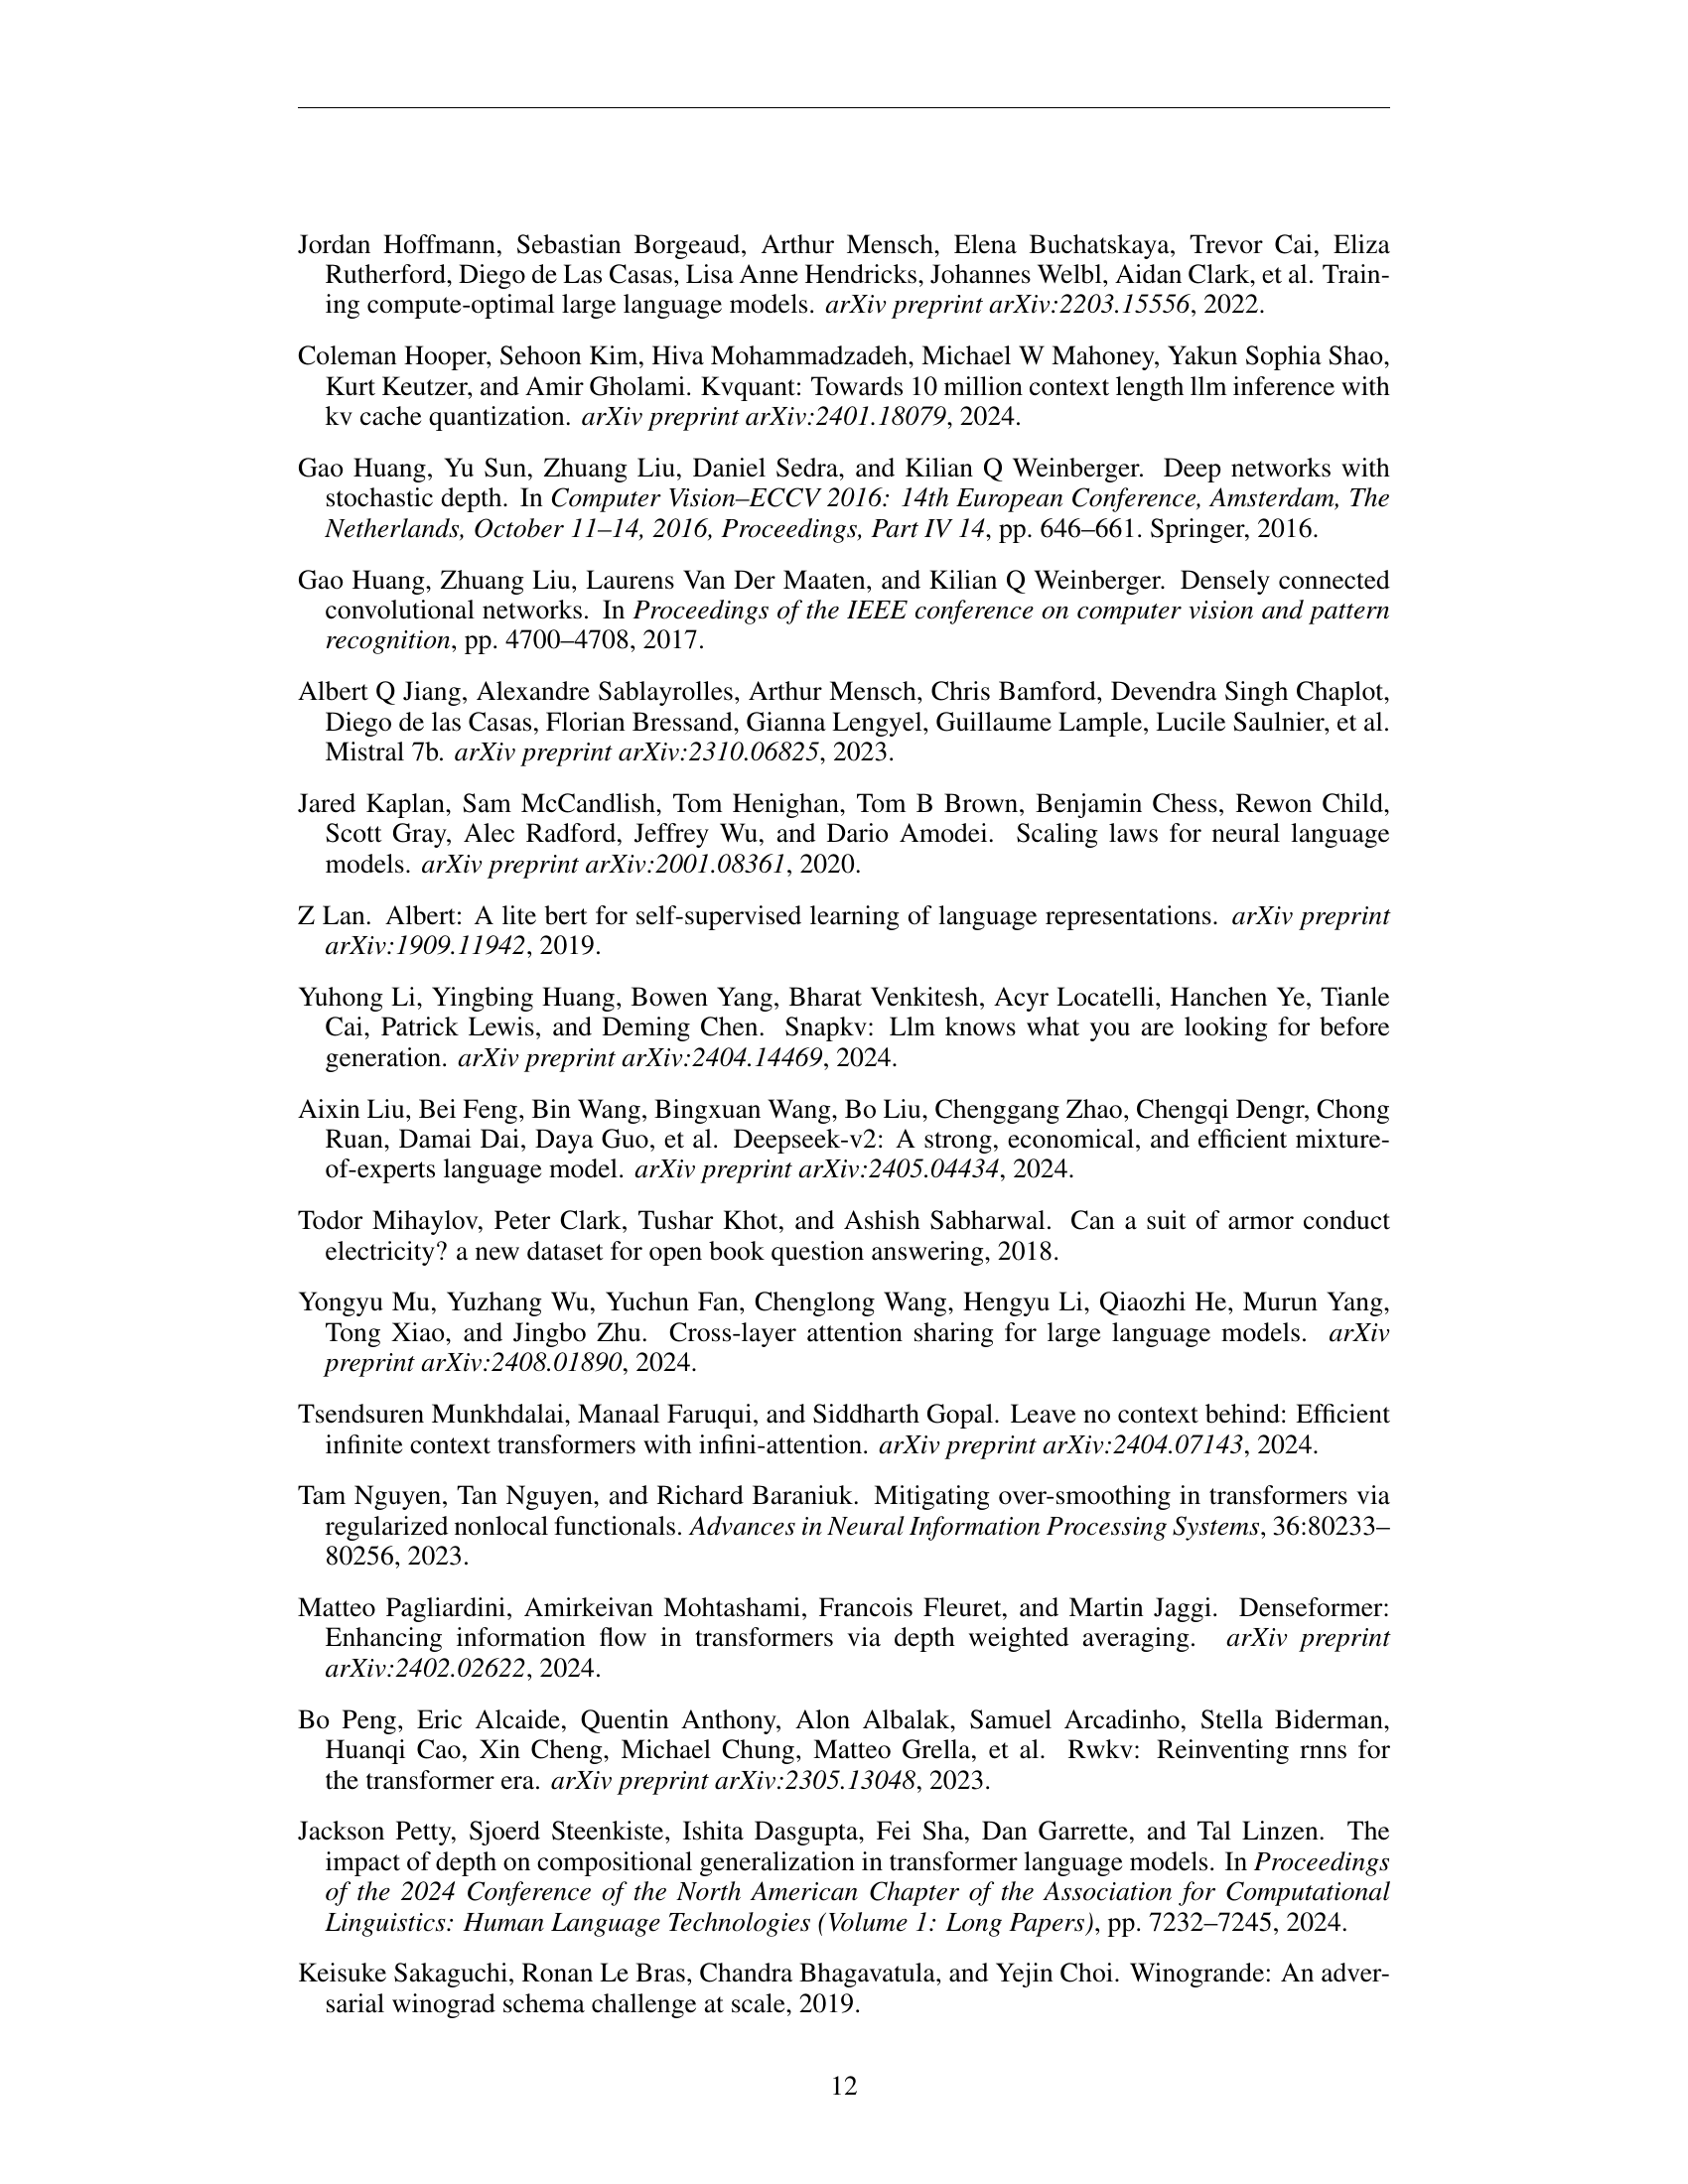 Jordan Hoffmann, Sebastian Borgeaud, Arthur Mensch, Elena Buchatskaya, Trevor Cai, Eliza
Rutherford, Diego de Las Casas, Lisa Anne Hendricks, Johannes Welbl, Aidan Clark, et al. Train-
ing compute-optimal large language models. arXiv preprint arXiv:2203.15556, 2022.
Coleman Hooper, Sehoon Kim, Hiva Mohammadzadeh, Michael W Mahoney, Yakun Sophia Shao,
Kurt Keutzer, and Amir Gholami. Kvquant: Towards 10 million context length llm inference with
kv cache quantization. arXiv preprint arXiv:2401.18079, 2024.
Gao Huang, Yu Sun, Zhuang Liu, Daniel Sedra, and Kilian Q Weinberger. Deep networks with
stochastic depth. In Computer Vision–ECCV 2016: 14th European Conference, Amsterdam, The
Netherlands, October 11–14, 2016, Proceedings, Part IV 14, pp. 646–661. Springer, 2016.
Gao Huang, Zhuang Liu, Laurens Van Der Maaten, and Kilian Q Weinberger. Densely connected
convolutional networks. In Proceedings of the IEEE conference on computer vision and pattern
recognition, pp. 4700–4708, 2017.
Albert Q Jiang, Alexandre Sablayrolles, Arthur Mensch, Chris Bamford, Devendra Singh Chaplot,
Diego de las Casas, Florian Bressand, Gianna Lengyel, Guillaume Lample, Lucile Saulnier, et al.
Mistral 7b. arXiv preprint arXiv:2310.06825, 2023.
Jared Kaplan, Sam McCandlish, Tom Henighan, Tom B Brown, Benjamin Chess, Rewon Child,
Scott Gray, Alec Radford, Jeffrey Wu, and Dario Amodei. Scaling laws for neural language
models. arXiv preprint arXiv:2001.08361, 2020.
Z Lan. Albert: A lite bert for self-supervised learning of language representations. arXiv preprint
arXiv:1909.11942, 2019.
Yuhong Li, Yingbing Huang, Bowen Yang, Bharat Venkitesh, Acyr Locatelli, Hanchen Ye, Tianle
Cai, Patrick Lewis, and Deming Chen. Snapkv: Llm knows what you are looking for before
generation. arXiv preprint arXiv:2404.14469, 2024.
Aixin Liu, Bei Feng, Bin Wang, Bingxuan Wang, Bo Liu, Chenggang Zhao, Chengqi Dengr, Chong
Ruan, Damai Dai, Daya Guo, et al. Deepseek-v2: A strong, economical, and efficient mixture-
of-experts language model. arXiv preprint arXiv:2405.04434, 2024.
Todor Mihaylov, Peter Clark, Tushar Khot, and Ashish Sabharwal. Can a suit of armor conduct
electricity? a new dataset for open book question answering, 2018.
Yongyu Mu, Yuzhang Wu, Yuchun Fan, Chenglong Wang, Hengyu Li, Qiaozhi He, Murun Yang,
Tong Xiao, and Jingbo Zhu. Cross-layer attention sharing for large language models. arXiv
preprint arXiv:2408.01890, 2024.
Tsendsuren Munkhdalai, Manaal Faruqui, and Siddharth Gopal. Leave no context behind: Efficient
infinite context transformers with infini-attention. arXiv preprint arXiv:2404.07143, 2024.
Tam Nguyen, Tan Nguyen, and Richard Baraniuk. Mitigating over-smoothing in transformers via
regularized nonlocal functionals. Advances in Neural Information Processing Systems, 36:80233–
80256, 2023.
Matteo Pagliardini, Amirkeivan Mohtashami, Francois Fleuret, and Martin Jaggi. Denseformer:
Enhancing information flow in transformers via depth weighted averaging. arXiv preprint
arXiv:2402.02622, 2024.
Bo Peng, Eric Alcaide, Quentin Anthony, Alon Albalak, Samuel Arcadinho, Stella Biderman,
Huanqi Cao, Xin Cheng, Michael Chung, Matteo Grella, et al. Rwkv: Reinventing rnns for
the transformer era. arXiv preprint arXiv:2305.13048, 2023.
Jackson Petty, Sjoerd Steenkiste, Ishita Dasgupta, Fei Sha, Dan Garrette, and Tal Linzen. The
impact of depth on compositional generalization in transformer language models. In Proceedings
of the 2024 Conference of the North American Chapter of the Association for Computational
Linguistics: Human Language Technologies (Volume 1: Long Papers), pp. 7232–7245, 2024.
Keisuke Sakaguchi, Ronan Le Bras, Chandra Bhagavatula, and Yejin Choi. Winogrande: An adver-
sarial winograd schema challenge at scale, 2019.
12